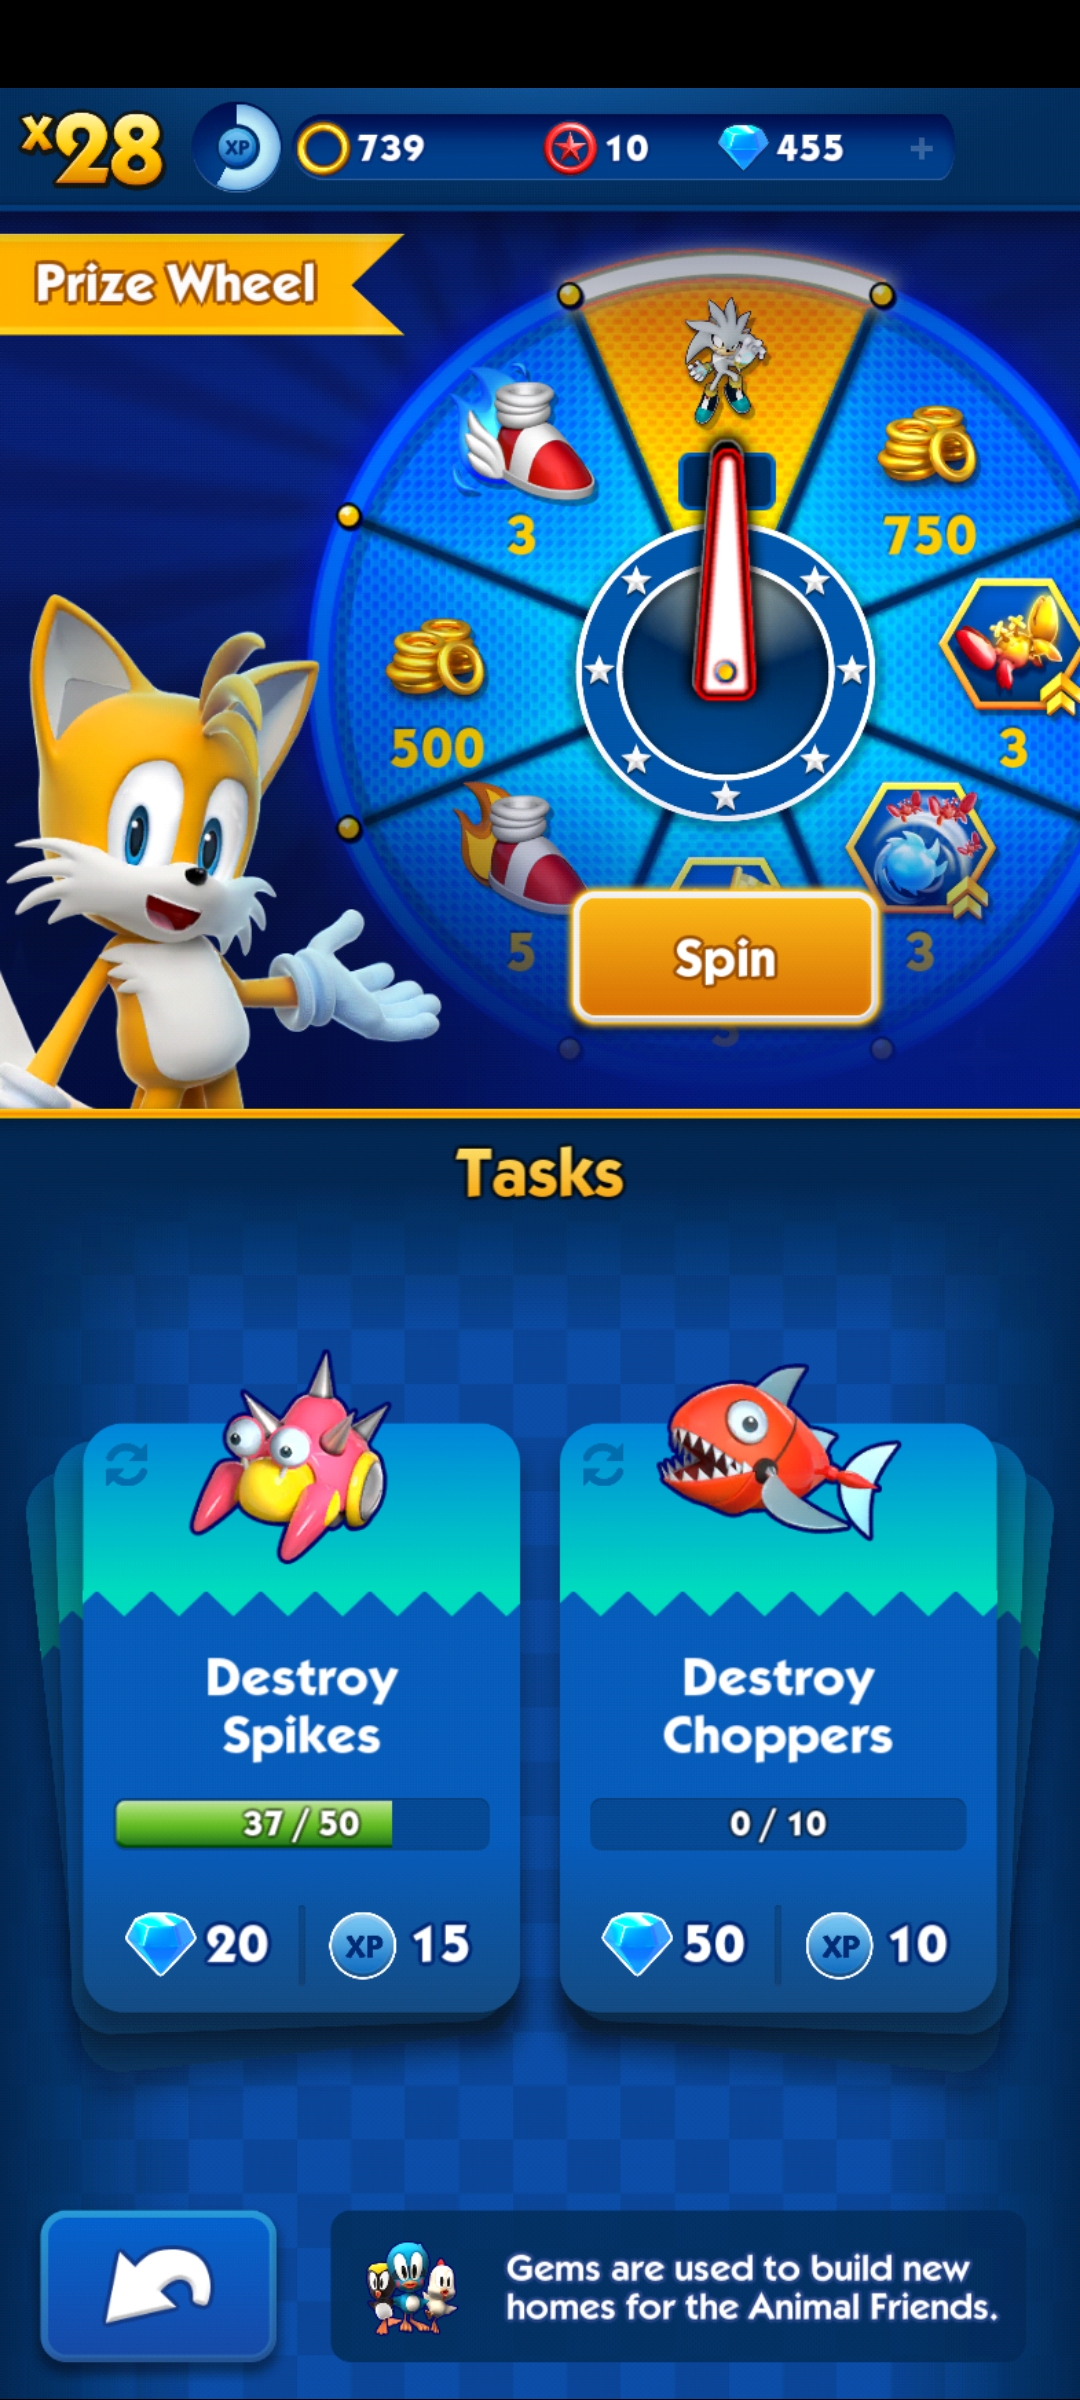 x28
XP
739
10
455
+
Prize Wheel
3
750
500
3
5
3
3
Spin
Tasks
Destroy
Spikes
37 / 50
20
XP 15
Destroy
Choppers
0 / 10
50
XP 10
Gems are used to build new
homes for the Animal Friends.